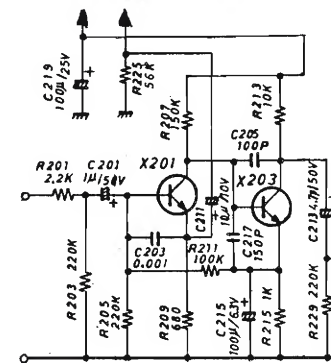 C219
100μ/25V
+
R225
56K
R207
150K
R213
10K
C205
100P
R201
2.2K
C201
1μ/50V
+
X201
X203
C211
10μ/10V
+
C217
150P
C213 4.7μ/50V
+
C203
0.001
R211
100K
R203 220K
R205
220K
R209
680
C215
100μ/6.3V
+
R215 1K
R229 220K